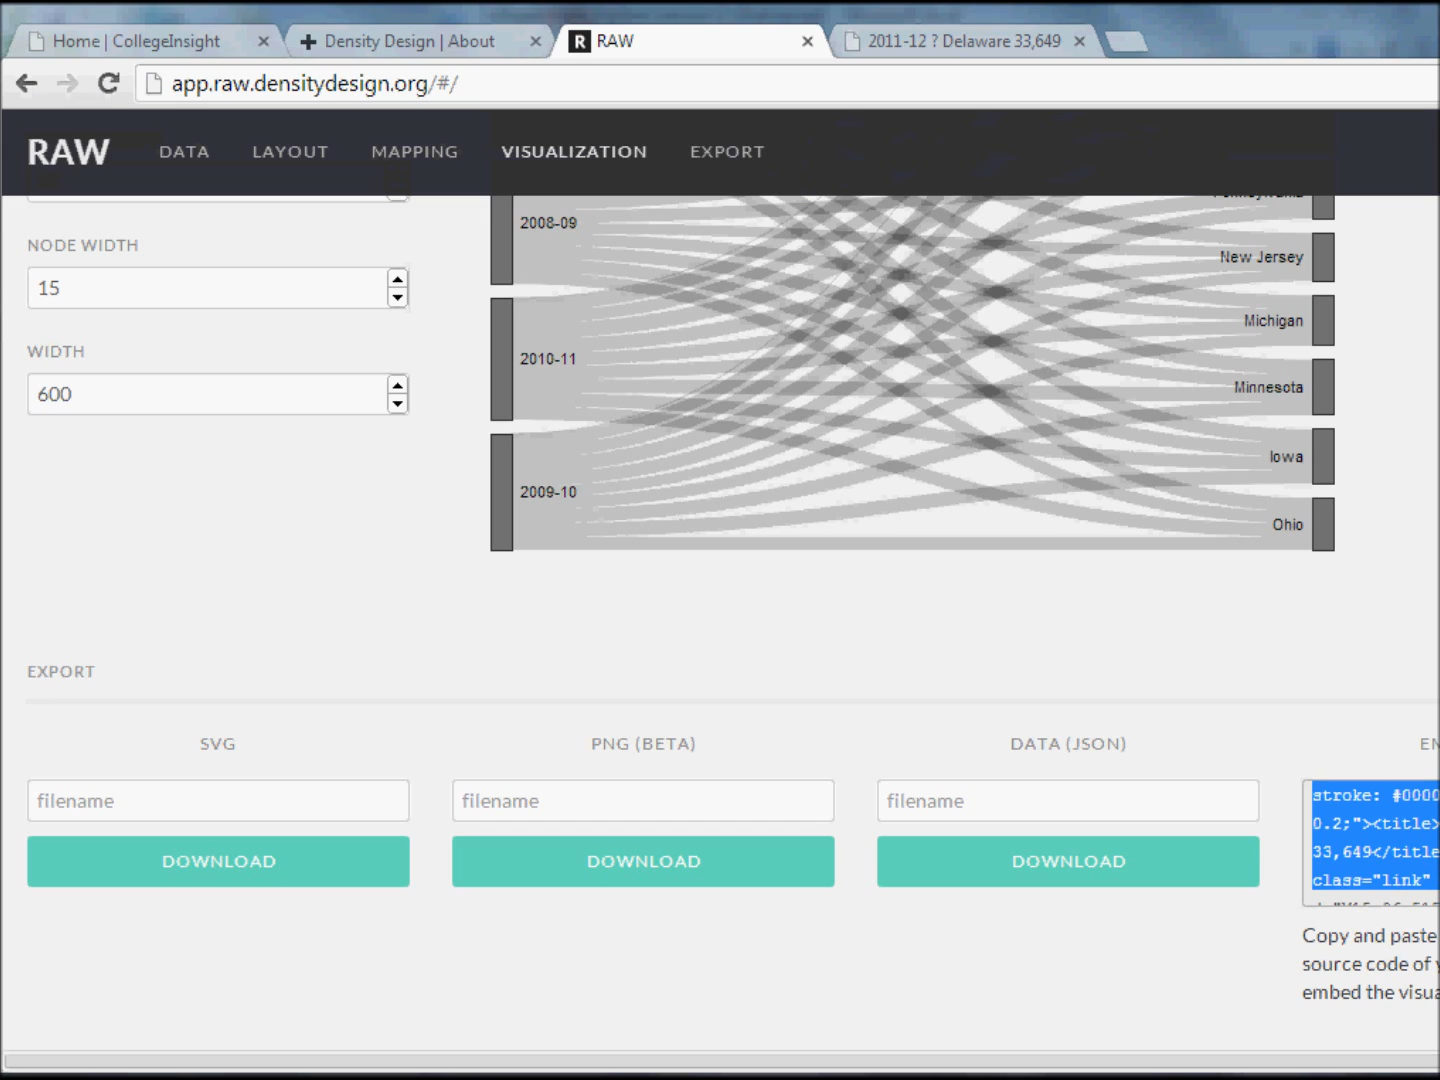 Home | CollegeInsight
Density Design | About
RAW
2011-12 ? Delaware 33,649
app.raw.densitydesign.org/#/
RAW DATA LAYOUT MAPPING VISUALIZATION EXPORT
2008-09
New Jersey
NODE WIDTH
15
Michigan
WIDTH
2010-11
600
Minnesota
Iowa
2009-10
Ohio
EXPORT
SVG
PNG (BETA)
DATA (JSON)
EM
filename
filename
filename
stroke: #0000
0.2;"><title>
33,649</title
class="link"
DOWNLOAD
DOWNLOAD
DOWNLOAD
Copy and paste
source code of y
embed the visua